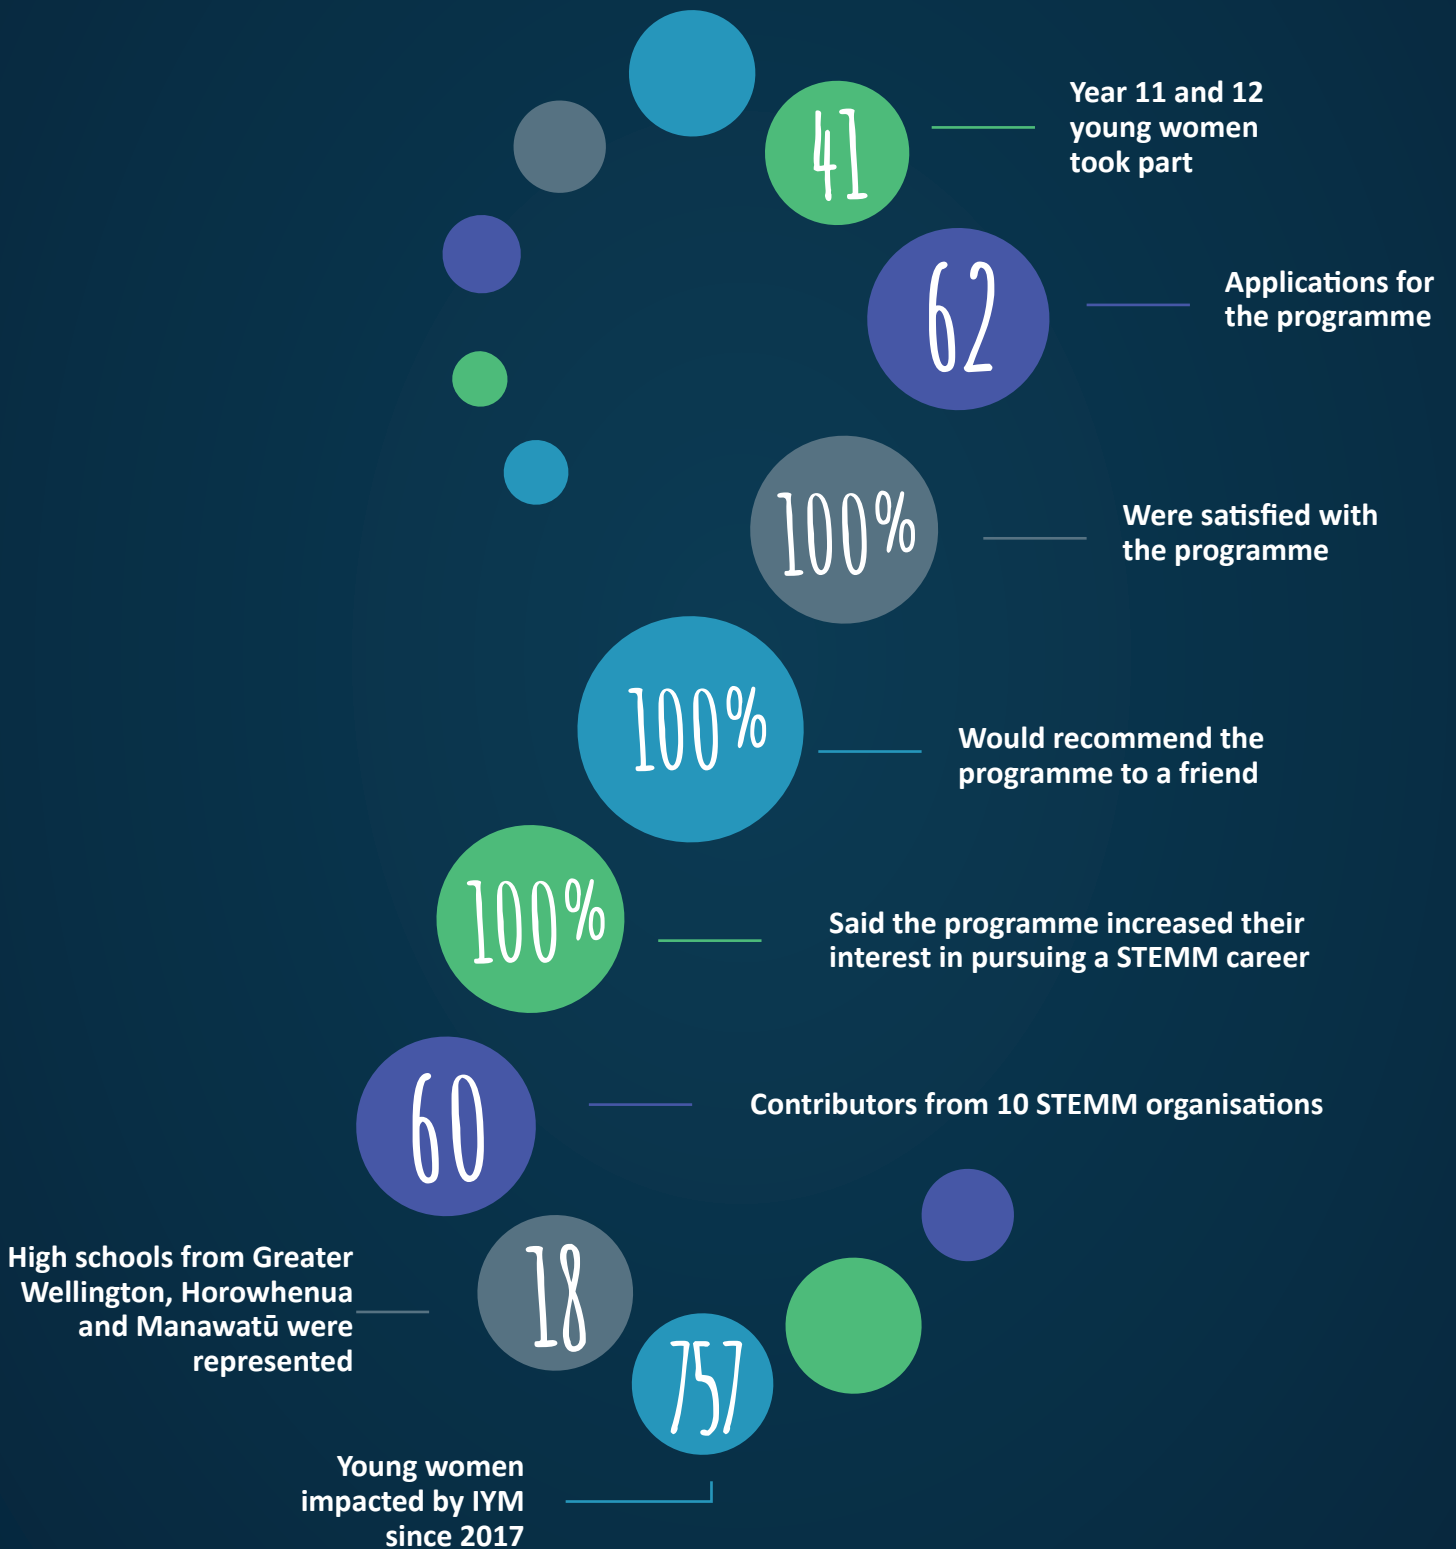 41
Year 11 and 12
young women
took part
62
Applications for
the programme
100%
Were satisfied with
the programme
100%
Would recommend the
programme to a friend
100%
Said the programme increased their
interest in pursuing a STEMM career
60
Contributors from 10 STEMM organisations
18
High schools from Greater
Wellington, Horowhenua
and Manawatū were
represented
757
Young women
impacted by IYM
since 2017